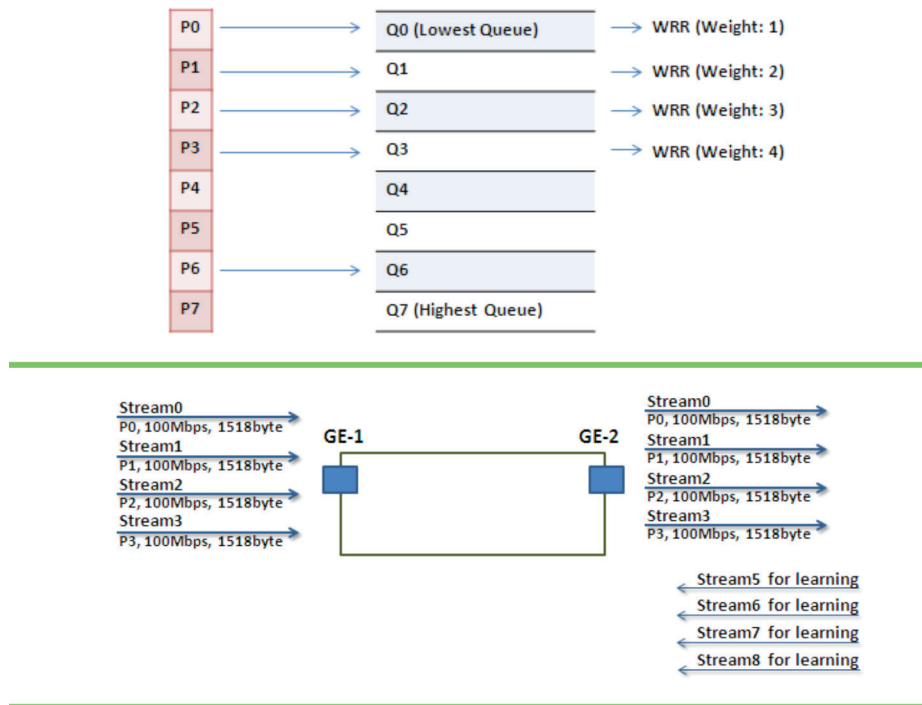 P0 Q0 (Lowest Queue) WRR (Weight: 1)
P1 Q1 WRR (Weight: 2)
P2 Q2 WRR (Weight: 3)
P3 Q3 WRR (Weight: 4)
P4 Q4
P5 Q5
P6 Q6
P7 Q7 (Highest Queue)
Stream0
P0, 100Mbps, 1518byte
Stream1
P1, 100Mbps, 1518byte
Stream2
P2, 100Mbps, 1518byte
Stream3
P3, 100Mbps, 1518byte
GE-1
GE-2
Stream0
P0, 100Mbps, 1518byte
Stream1
P1, 100Mbps, 1518byte
Stream2
P2, 100Mbps, 1518byte
Stream3
P3, 100Mbps, 1518byte
Stream5 for learning
Stream6 for learning
Stream7 for learning
Stream8 for learning